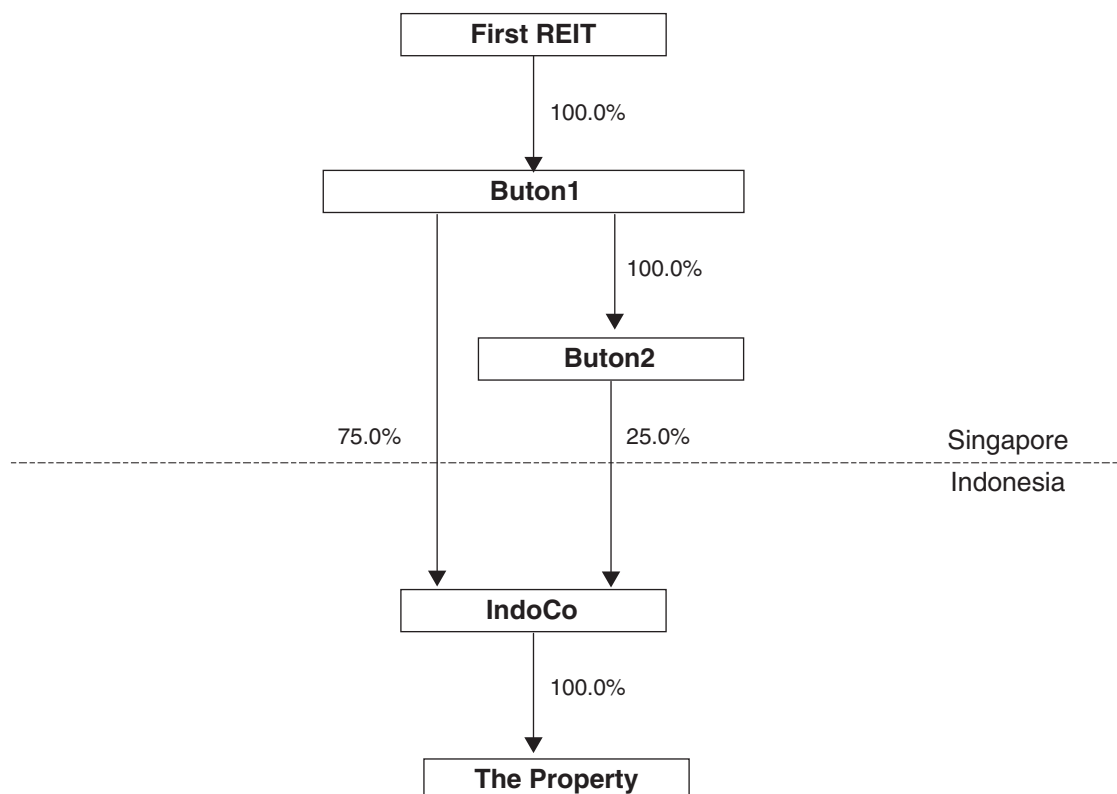 First REIT
100.0%
Buton1
100.0%
Buton2
75.0%
25.0%
Singapore
Indonesia
IndoCo
100.0%
The Property